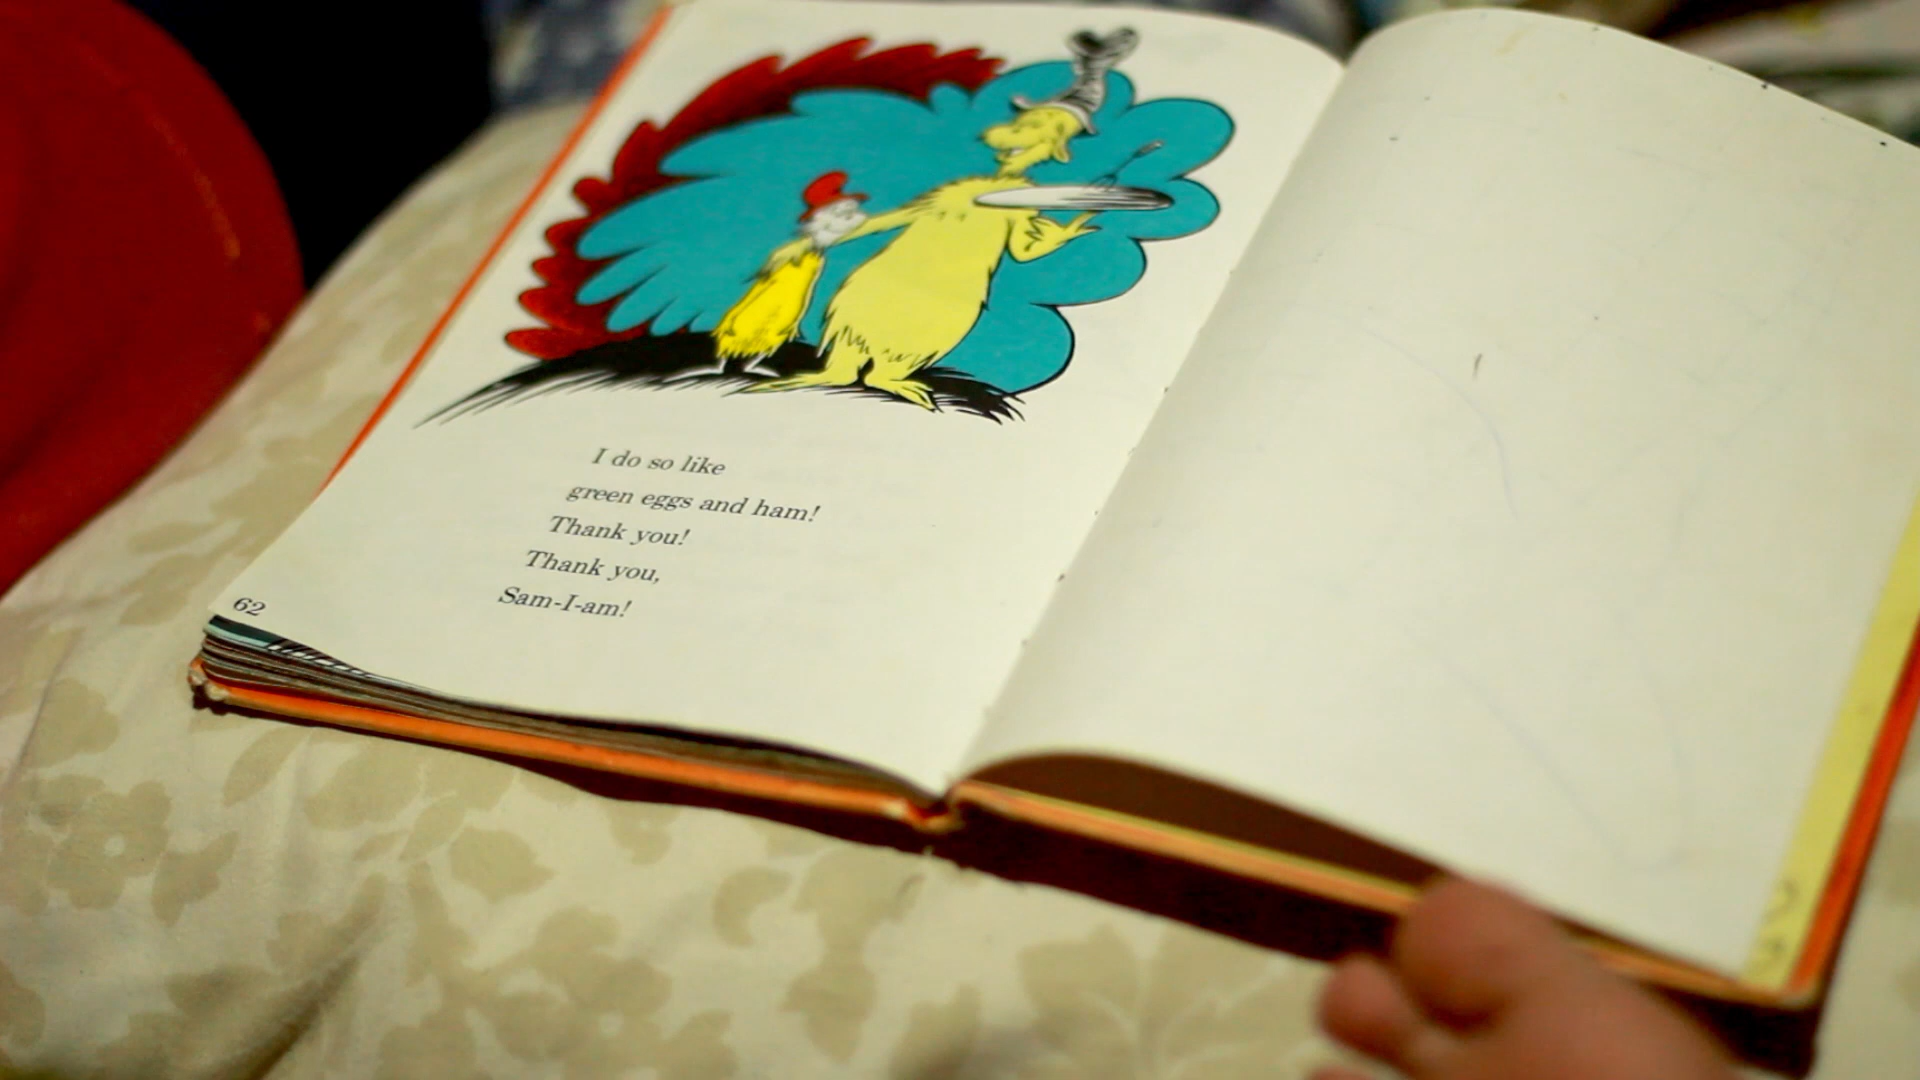 I do so like
green eggs and ham!
Thank you!
Thank you,
Sam-I-am!
62